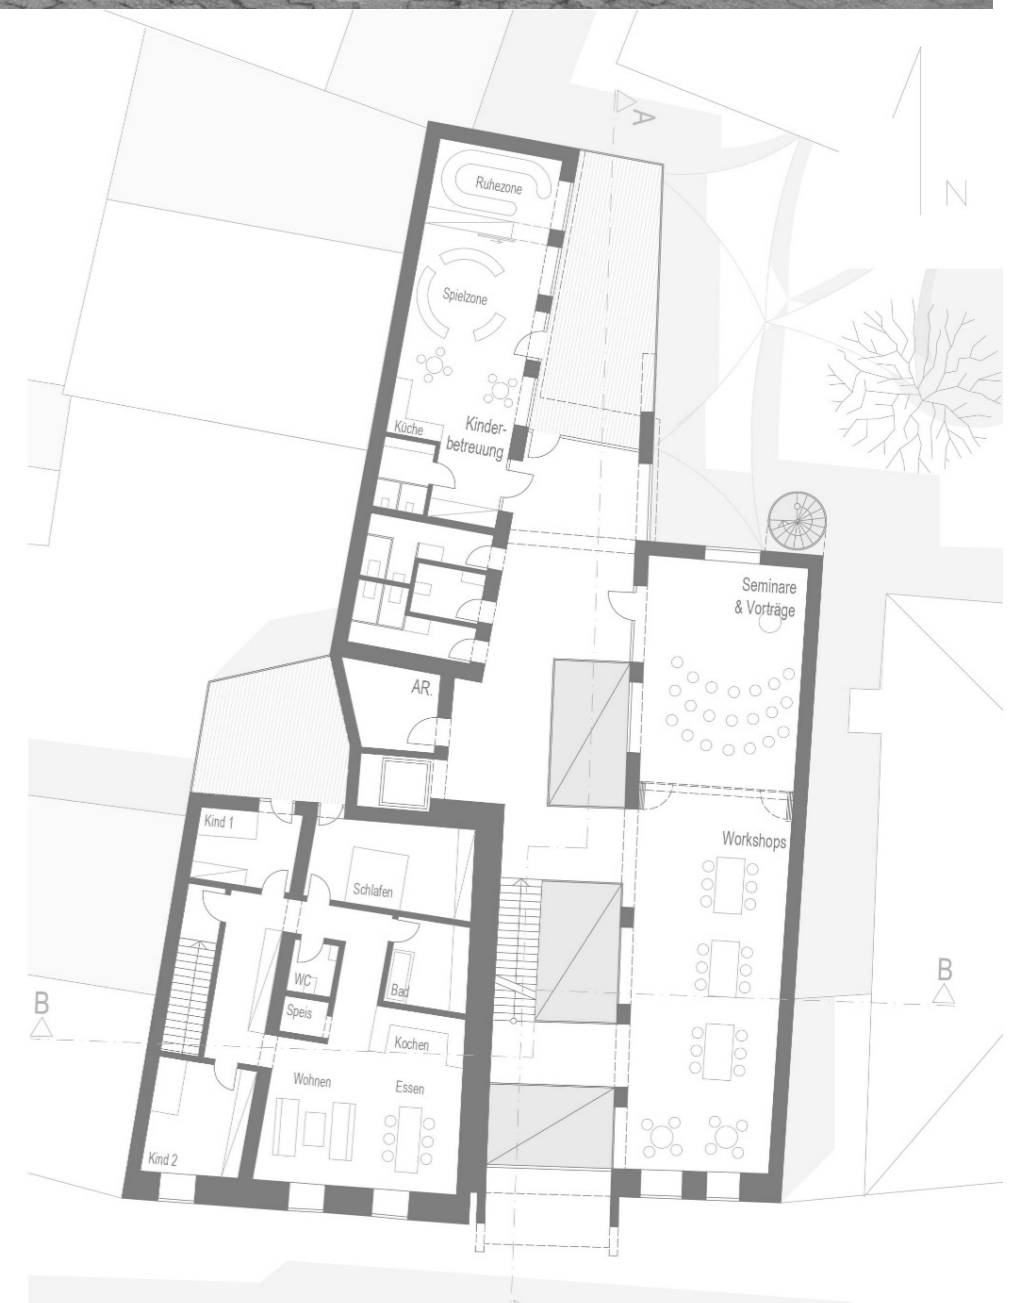 A
N
Ruhezone
Spielzone
Küche
Kinder-
betreuung
Seminare
& Vorträge
AR.
Kind 1
Schlafen
Workshops
WC
Bad
Speis
B
B
Kochen
Wohnen
Essen
Kind 2